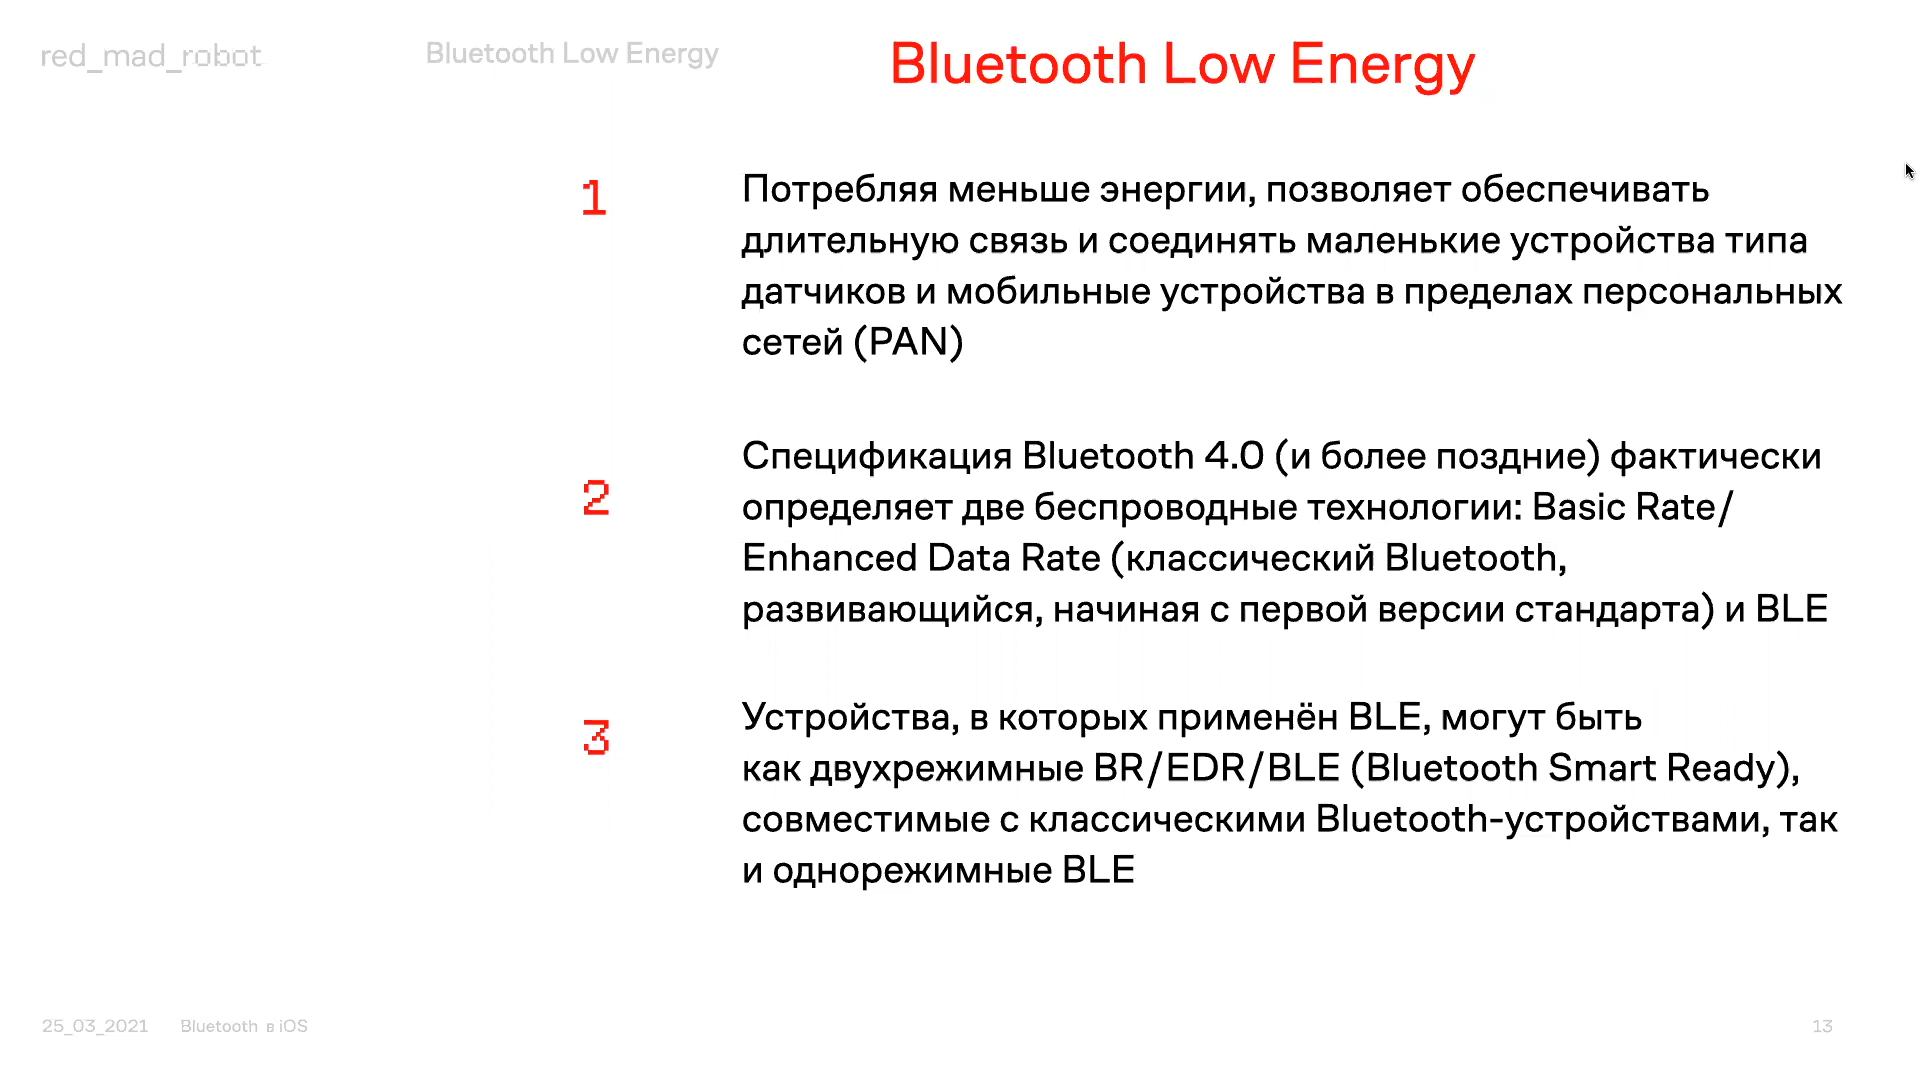 red_mad_robot
Bluetooth Low Energy
Bluetooth Low Energy
1
Потребляя меньше энергии, позволяет обеспечивать
длительную связь и соединять маленькие устройства типа
датчиков и мобильные устройства в пределах персональных
сетей (PAN)
2
Спецификация Bluetooth 4.0 (и более поздние) фактически
определяет две беспроводные технологии: Basic Rate/
Enhanced Data Rate (классический Bluetooth,
развивающийся, начиная с первой версии стандарта) и BLE
3
Устройства, в которых применён BLE, могут быть
как двухрежимные BR/EDR/BLE (Bluetooth Smart Ready),
совместимые с классическими Bluetooth-устройствами, так
и однорежимные BLE
25_03_2021
Bluetooth в iOS
13